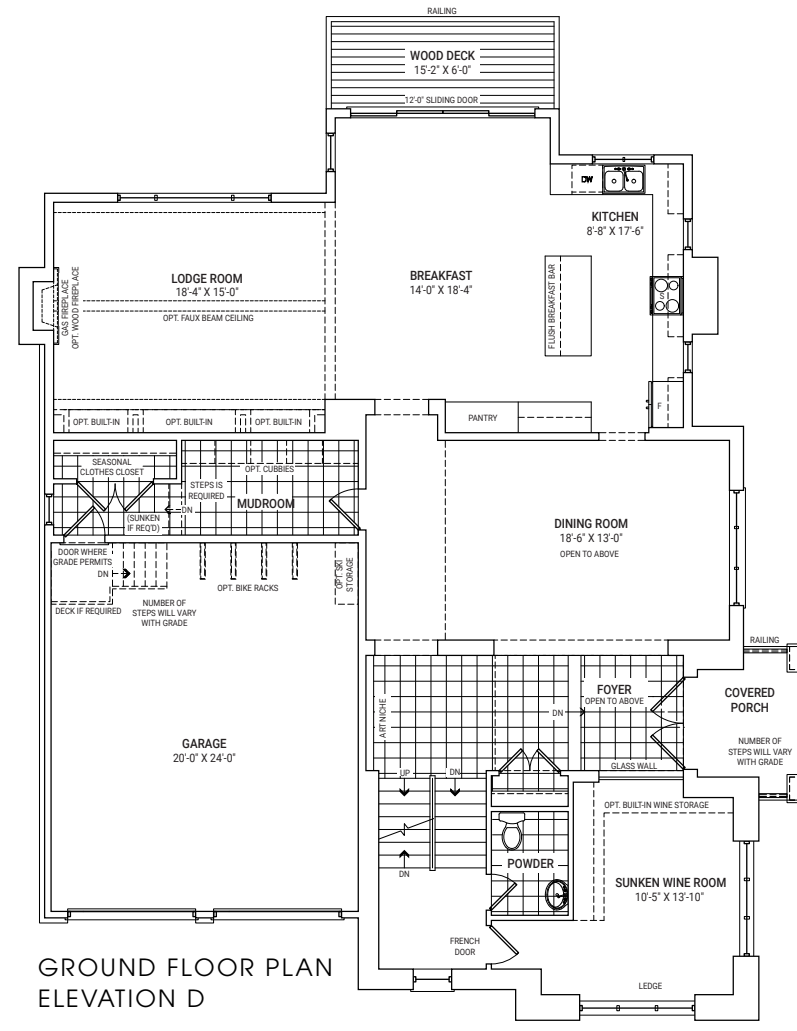 RAILING
WOOD DECK
15'-2" X 6'-0"
12'-0" SLIDING DOOR
DW
KITCHEN
8'-8" X 17'-6"
LODGE ROOM
18'-4" X 15'-0"
OPT. FAUX BEAM CEILING
GAS FIREPLACE
OPT. WOOD FIREPLACE
BREAKFAST
14'-0" X 18'-4"
FLUSH BREAKFAST BAR
F
PANTRY
OPT. BUILT-IN
OPT. BUILT-IN
OPT. BUILT-IN
SEASONAL
CLOTHES CLOSET
OPT. CUBBIES
STEPS IS
REQUIRED
MUDROOM
DN
(SUNKEN
IF REQ'D)
DINING ROOM
18'-6" X 13'-0"
OPEN TO ABOVE
DOOR WHERE
GRADE PERMITS
DN
DECK IF REQUIRED
NUMBER OF
STEPS WILL VARY
WITH GRADE
OPT. BIKE RACKS
OPT. SKI
STORAGE
GARAGE
20'-0" X 24'-0"
ART NICHE
DN
FOYER
OPEN TO ABOVE
RAILING
COVERED
PORCH
NUMBER OF
STEPS WILL VARY
WITH GRADE
GLASS WALL
UP
DN
DN
OPT. BUILT-IN WINE STORAGE
POWDER
SUNKEN WINE ROOM
10'-5" X 13'-10"
FRENCH
DOOR
LEDGE
GROUND FLOOR PLAN
ELEVATION D